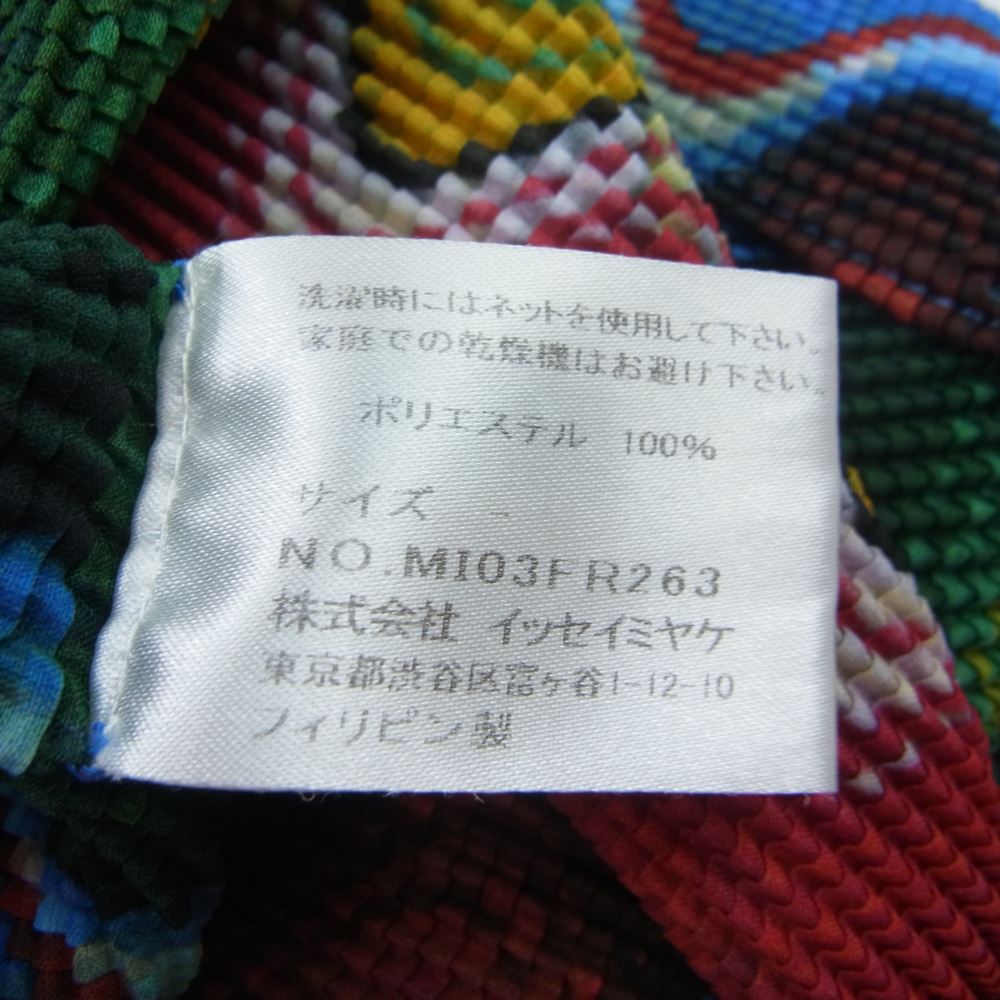 洗濯時にはネットを使用して下さい。
家庭での乾燥機はお避け下さい。
ポリエステル 100%
サイズ -
NO.MI03FR263
株式会社 イッセイミヤケ
東京都渋谷区富ヶ谷1-12-10
フィリピン製